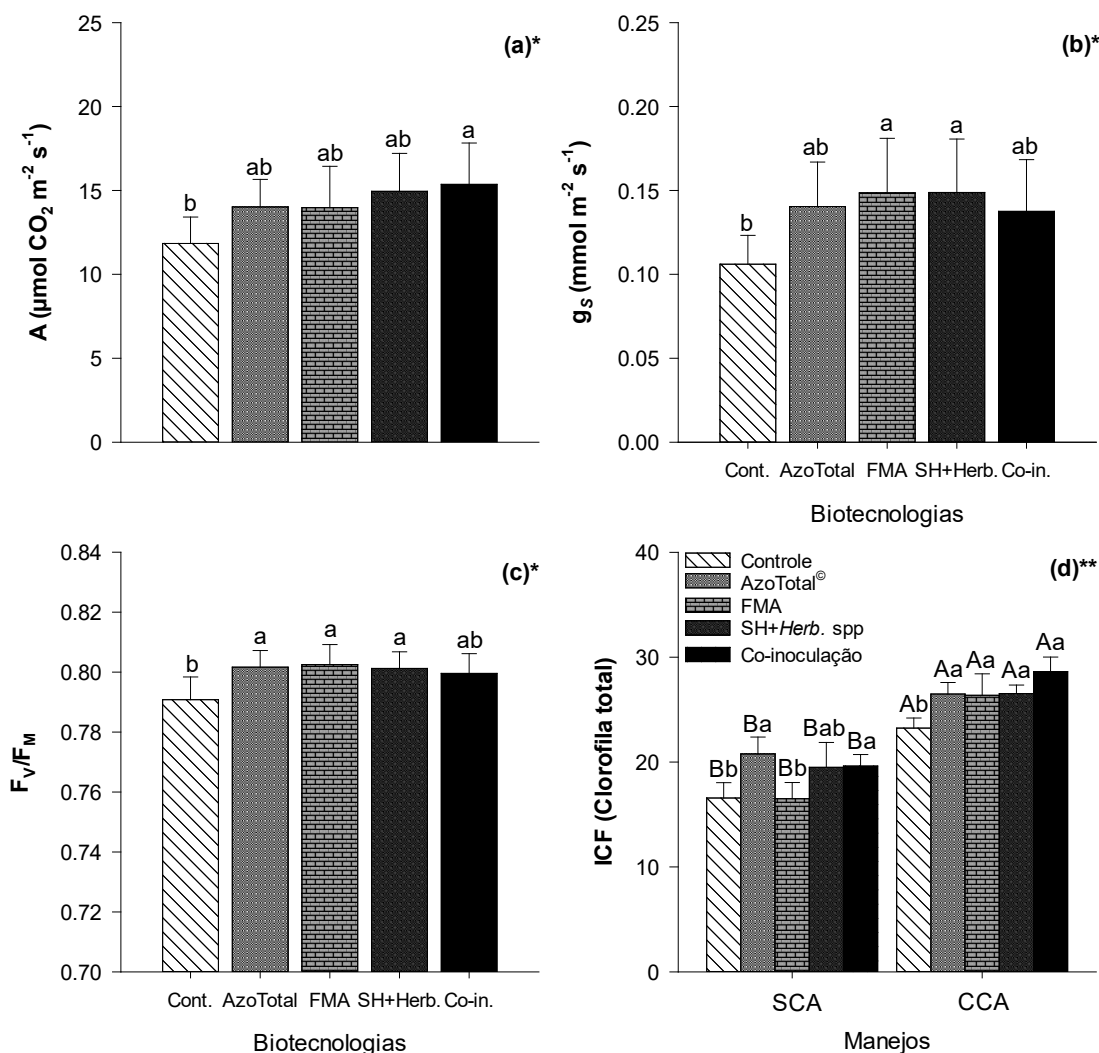 (a)*
A (µmol CO2 m-2 s-1)
25
20
15
10
5
0
b
ab
ab
ab
a
(b)*
gS (mmol m-2 s-1)
0.25
0.20
0.15
0.10
0.05
0.00
b
ab
a
a
ab
Cont. AzoTotal FMA SH+Herb. Co-in.
Biotecnologias
(c)*
FV/FM
0.84
0.82
0.80
0.78
0.76
0.74
0.72
0.70
b
a
a
a
ab
Cont. AzoTotal FMA SH+Herb. Co-in.
Biotecnologias
(d)**
ICF (Clorofila total)
40
30
20
10
0
Controle
AzoTotal©
FMA
SH+Herb. spp
Co-inoculação
Bb
Ba
Bb
Bab
Ba
Ab
Aa
Aa
Aa
Aa
SCA CCA
Manejos